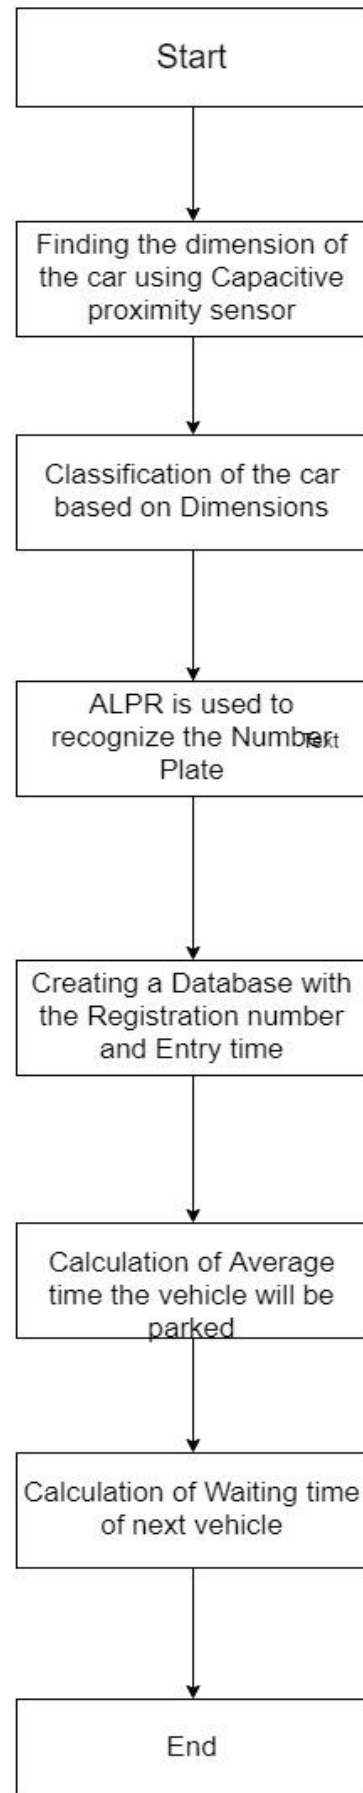 Start
Finding the dimension of
the car using Capacitive
proximity sensor
Classification of the car
based on Dimensions
ALPR is used to
recognize the Number
Text
Plate
Creating a Database with
the Registration number
and Entry time
Calculation of Average
time the vehicle will be
parked
Calculation of Waiting time
of next vehicle
End